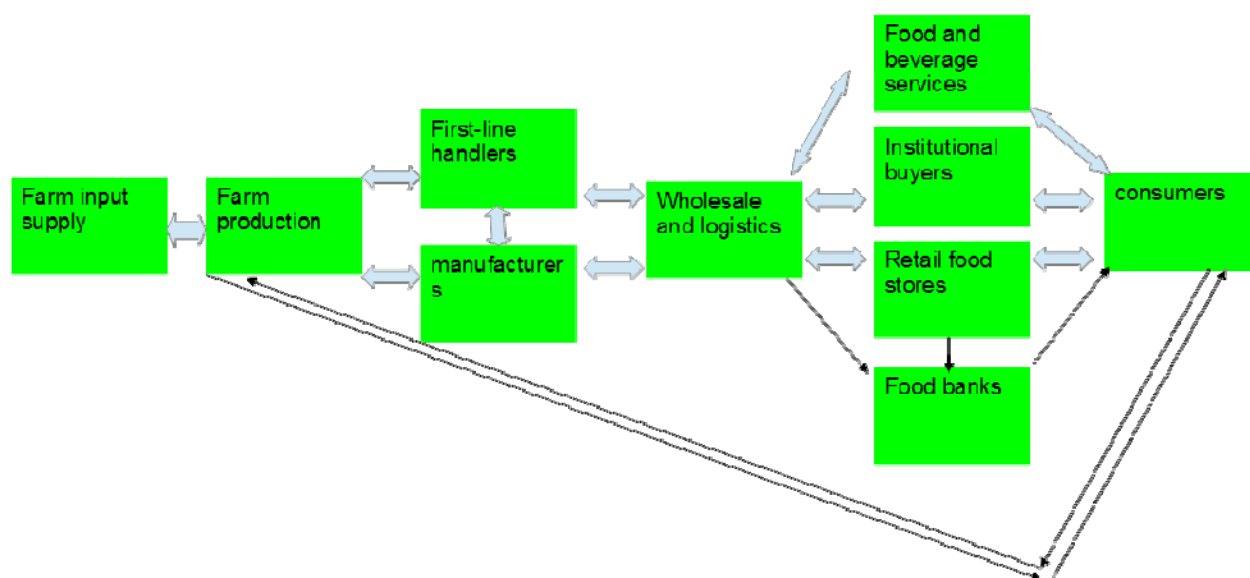 Farm input
supply
Farm
production
First-line
handlers
manufacturer
s
Wholesale
and logistics
Food and
beverage
services
Institutional
buyers
Retail food
stores
Food banks
consumers